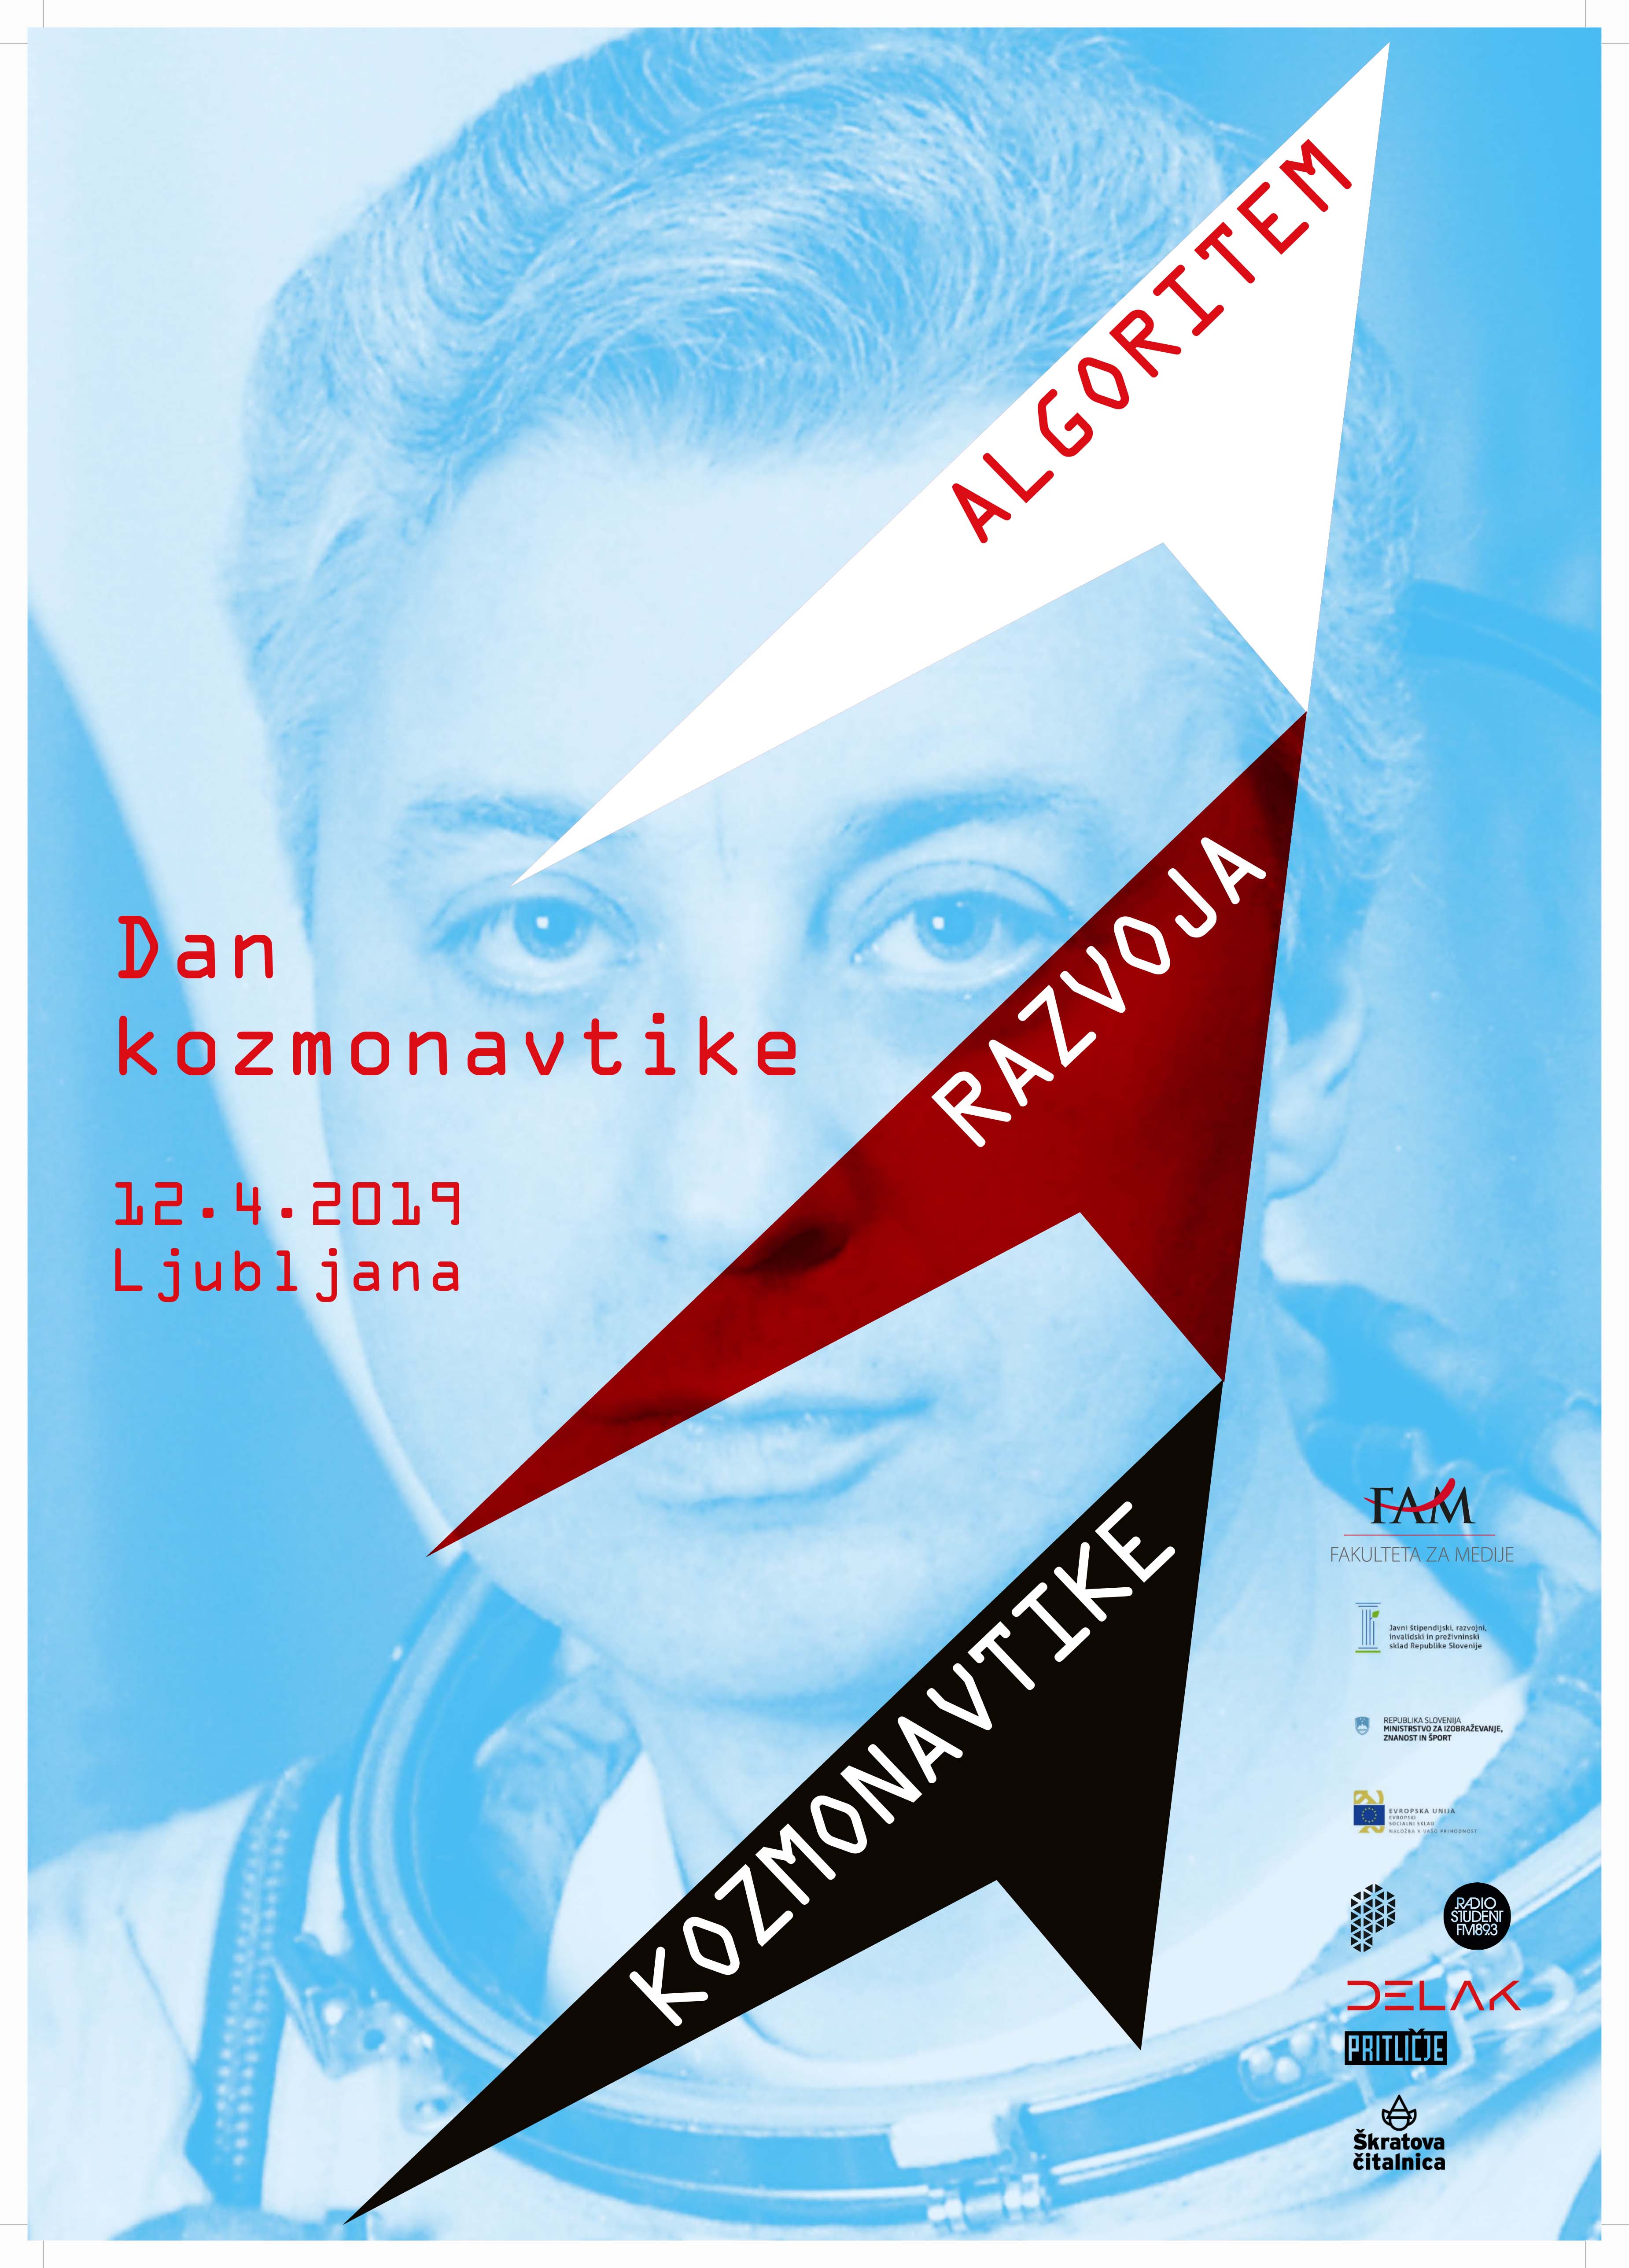 ALGORITEM
RAZVOJA
KOZMONAVTIKE
Dan
kozmonavtike
12.4.2019
Ljubljana
FAM
FAKULTETA ZA MEDIJE
Javni štipendijski, razvojni,
invalidski in preživninski
sklad Republike Slovenije
REPUBLIKA SLOVENIJA
MINISTRSTVO ZA IZOBRAŽEVANJE,
ZNANOST IN ŠPORT
EVROPSKA UNIJA
EVROPSKI
SOCIALNI SKLAD
NALOŽBA V VAŠO PRIHODNOST
RADIO
STUDENT
FM89.3
DELAK
PRITLIČJE
Škratova
čitalnica